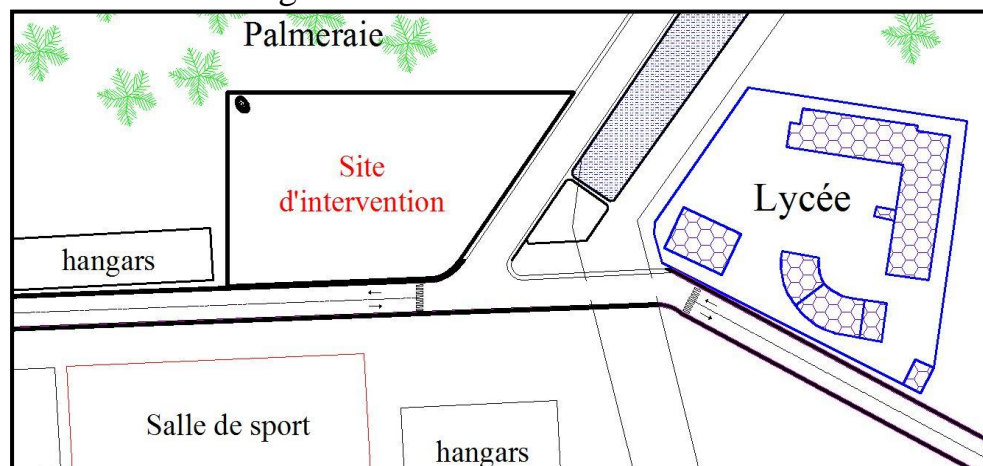 Palmeraie
Site
d'intervention
Lycée
hangars
Salle de sport
hangars